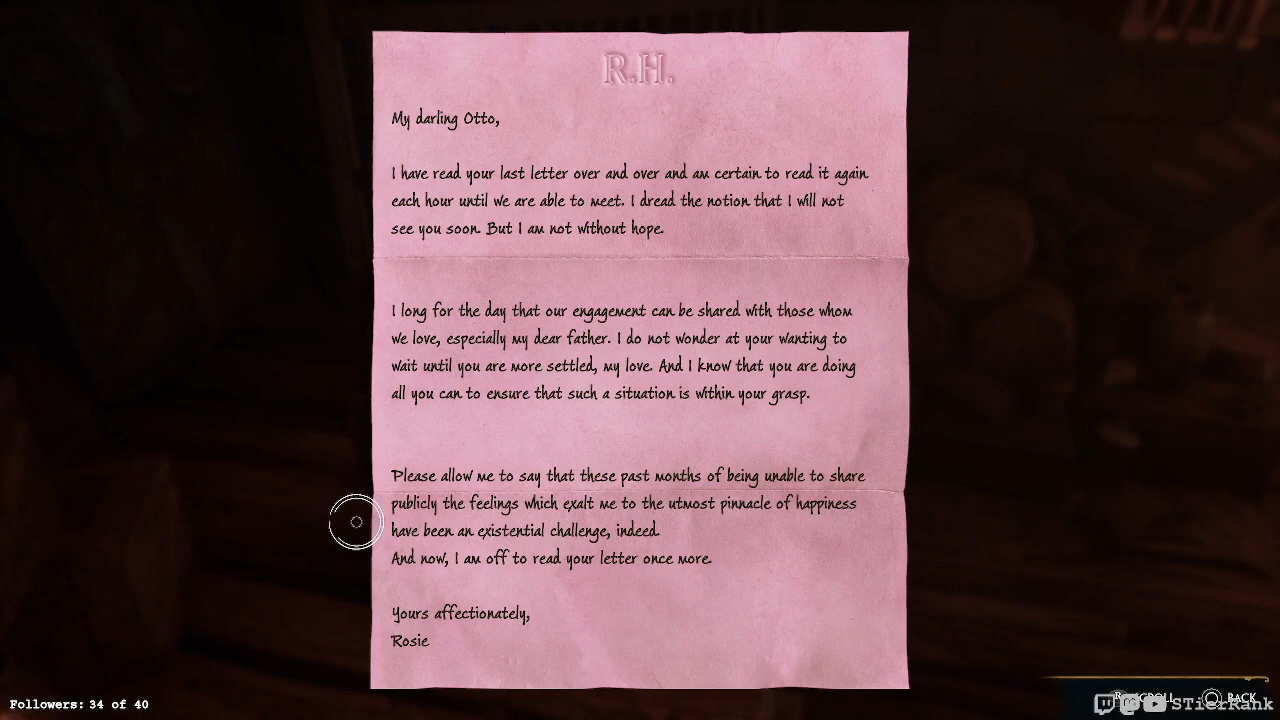 R.H.
My darling Otto,
I have read your last letter over and over and am certain to read it again
each hour until we are able to meet. I dread the notion that I will not
see you soon. But I am not without hope.
I long for the day that our engagement can be shared with those whom
we love, especially my dear father. I do not wonder at your wanting to
wait until you are more settled, my love. And I know that you are doing
all you can to ensure that such a situation is within your grasp.
Please allow me to say that these past months of being unable to share
publicly the feelings which exalt me to the utmost pinnacle of happiness
have been an existential challenge, indeed.
And now, I am off to read your letter once more.
Yours affectionately,
Rosie
Followers: 34 of 40
SCROLL
BACK
STierRank